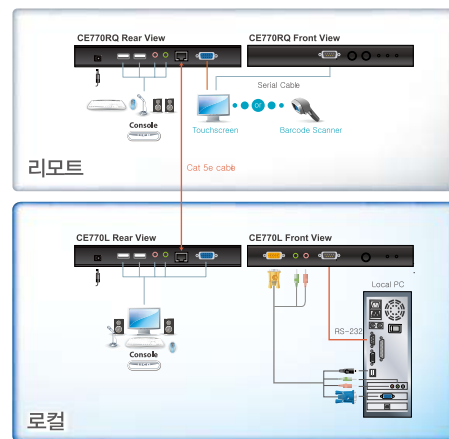 CE770RQ Rear View
CE770RQ Front View
Serial Cable
Console
or
Touchscreen
Barcode Scanner
리모트
Cat 5e cable
CE770L Rear View
CE770L Front View
Local PC
RS-232
Console
로컬